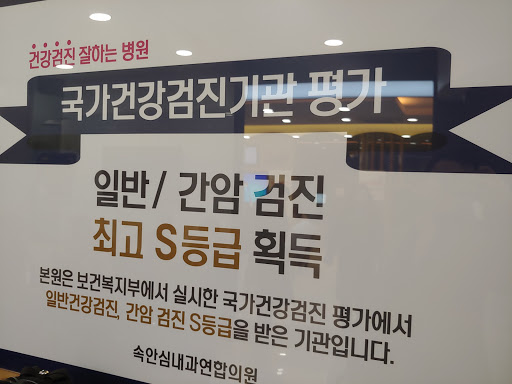 건강검진 잘하는 병원
국가건강검진기관 평가
일반/ 간암 검진
최고 S등급 획득
본원은 보건복지부에서 실시한 국가건강검진 평가에서
일반건강검진, 간암 검진 S등급을 받은 기관입니다.
속안심내과연합의원